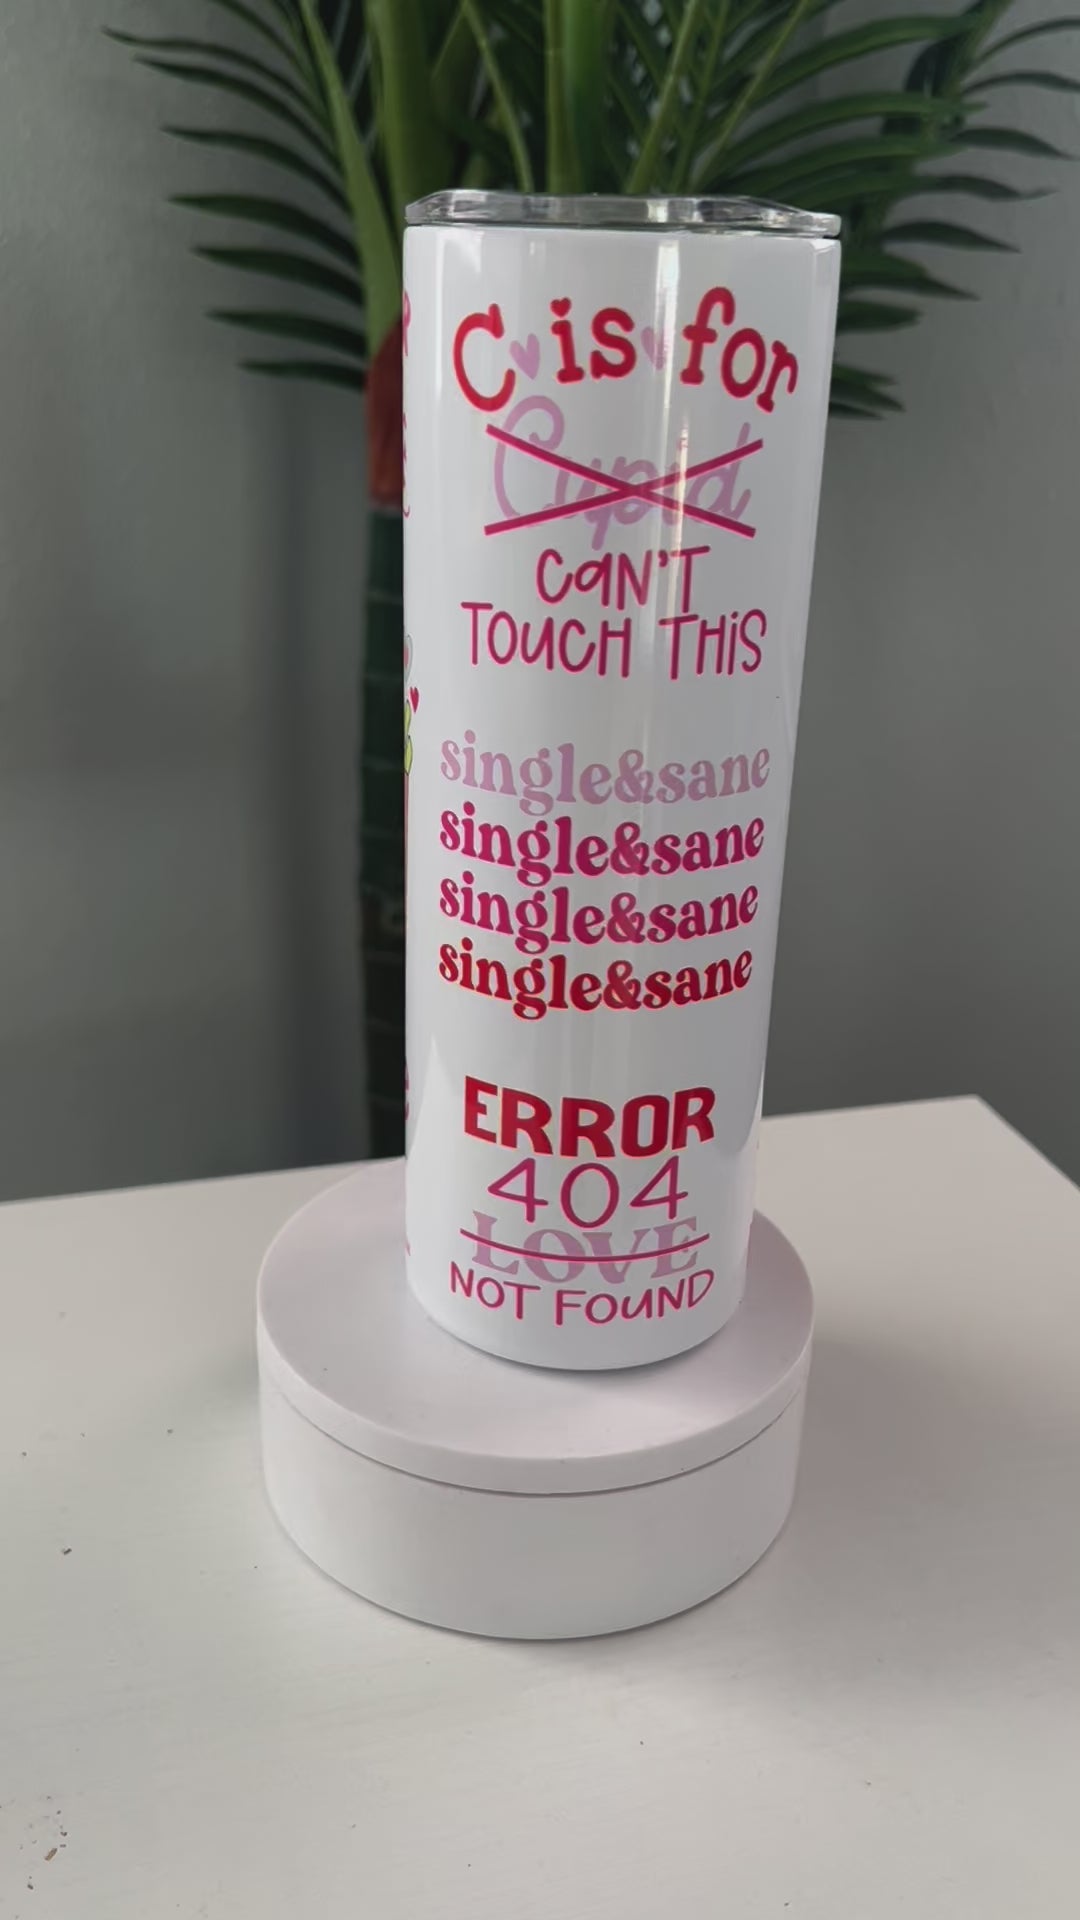 C is for
Cupid
CaN'T
TOUCH THiS
single&sane
single&sane
single&sane
single&sane
ERROR
404
LOVE
NOT FOUND